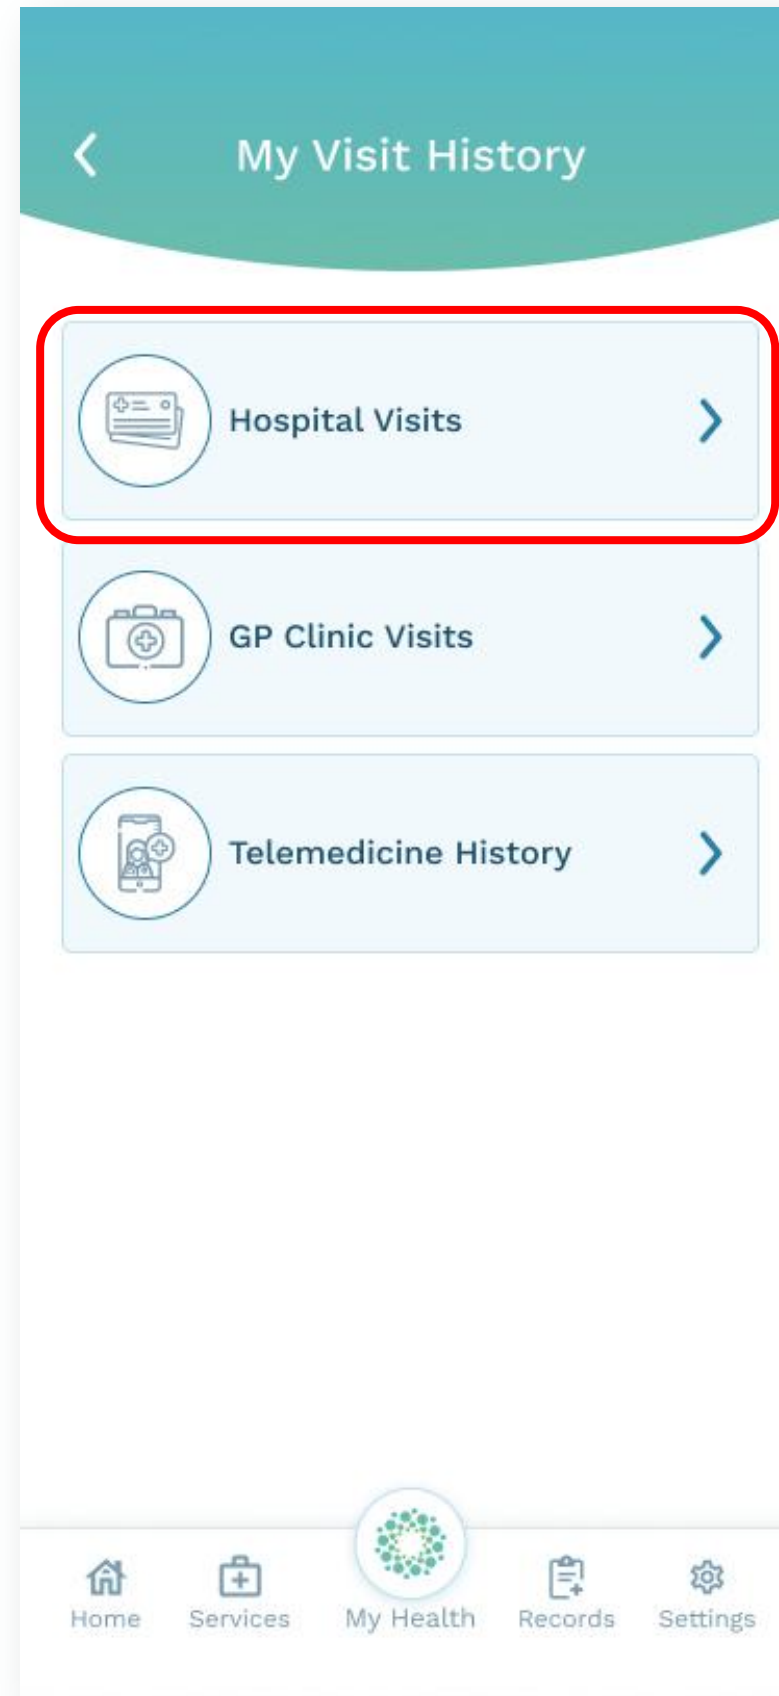 My Visit History
Hospital Visits
GP Clinic Visits
Telemedicine History
Home Services My Health Records Settings